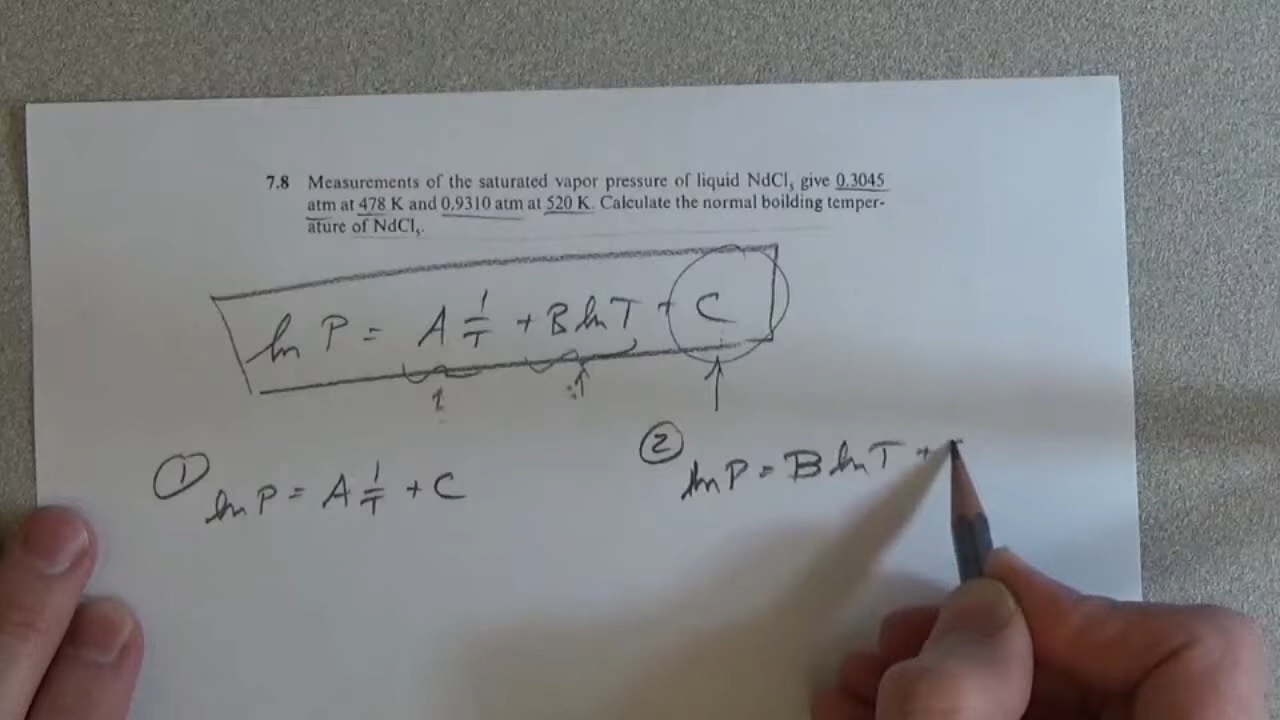 7.8 Measurements of the saturated vapor pressure of liquid NdCl₅ give 0.3045
atm at 478 K and 0.9310 atm at 520 K. Calculate the normal boilding temper-
ature of NdCl₅.
ln P = A 1/T + B ln T + C
① ln P = A 1/T + C
② ln P = B ln T +